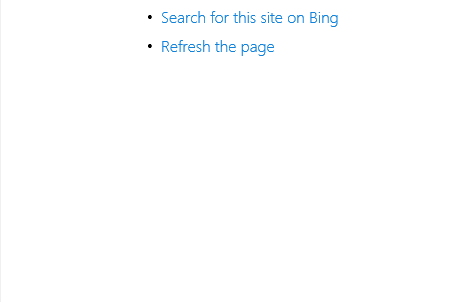 • Search for this site on Bing
• Refresh the page